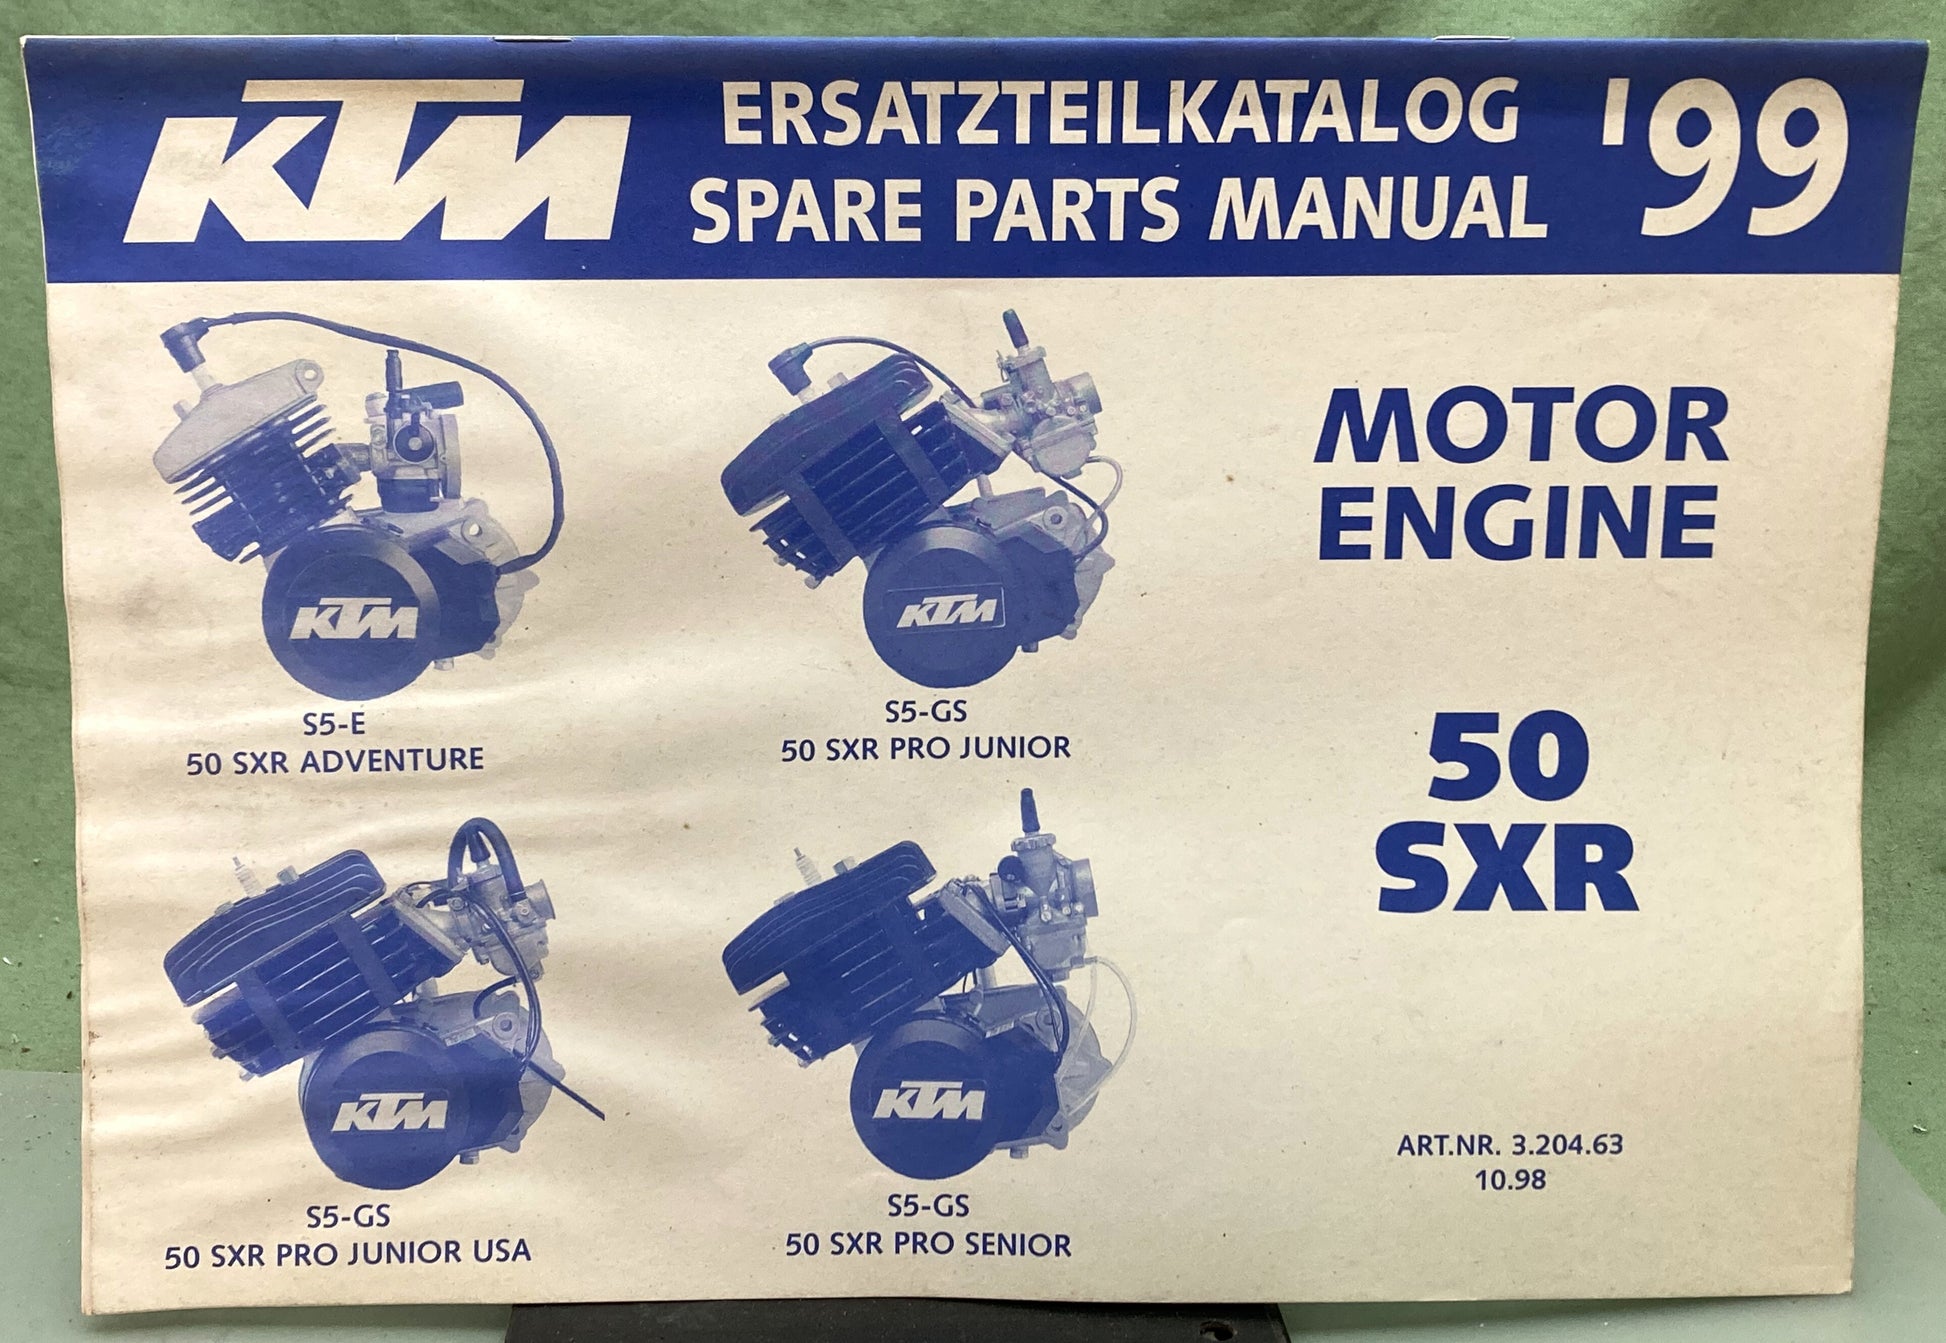 KTM
ERSATZTEILKATALOG '99
SPARE PARTS MANUAL
MOTOR
ENGINE
KTM
S5-E
50 SXR ADVENTURE
KTM
S5-GS
50 SXR PRO JUNIOR
50
SXR
KTM
S5-GS
50 SXR PRO JUNIOR USA
KTM
S5-GS
50 SXR PRO SENIOR
ART.NR. 3.204.63
10.98